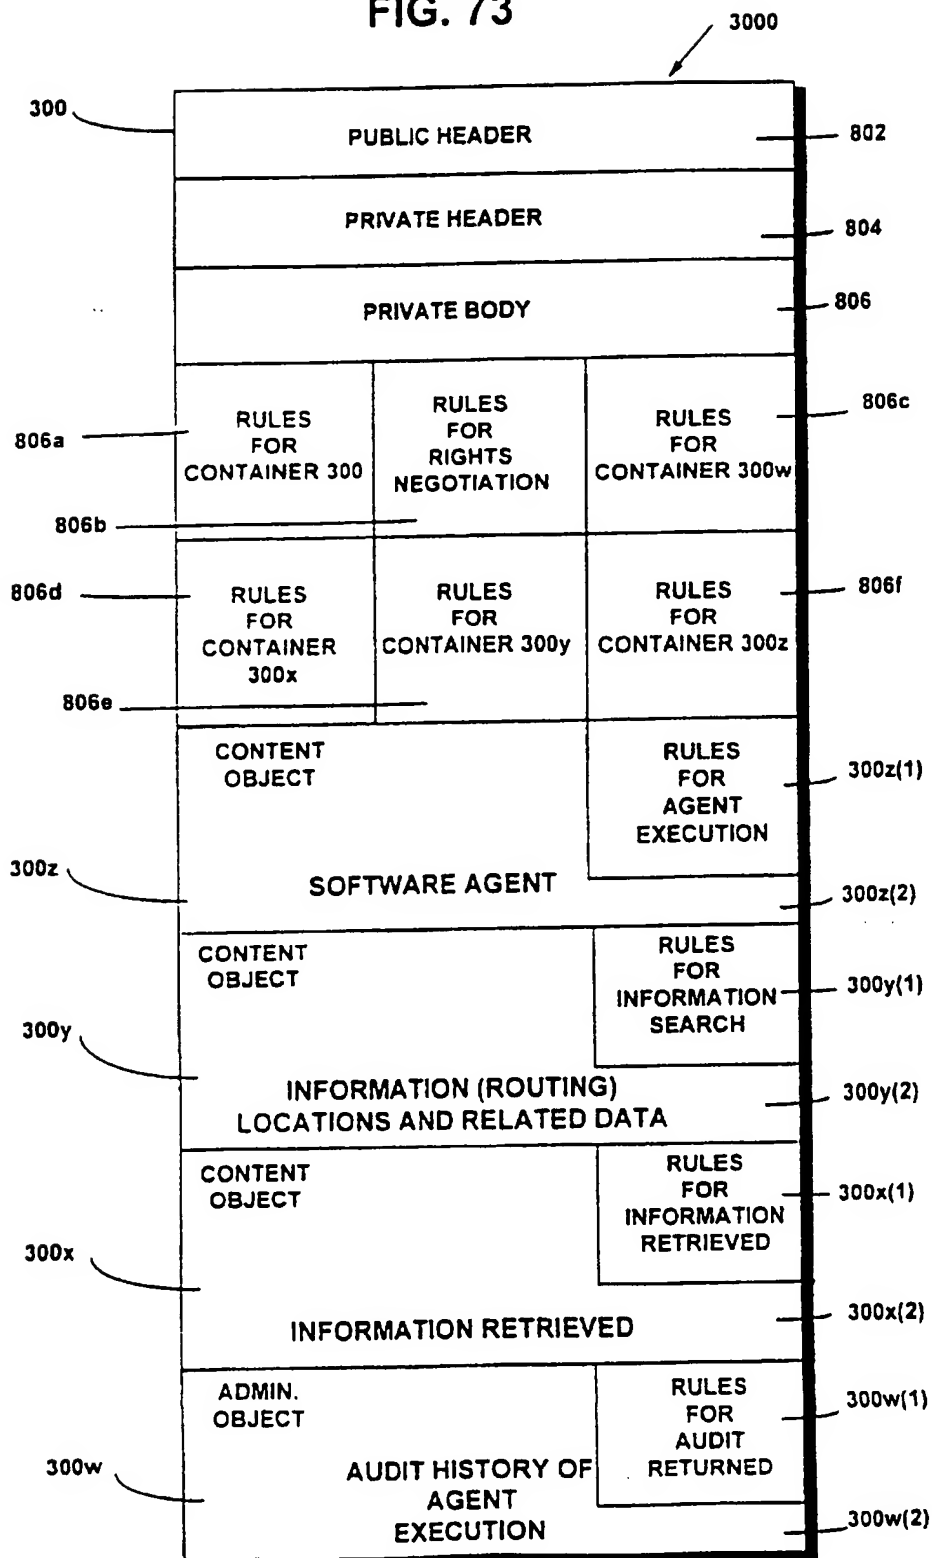 FIG. 73
3000
300
PUBLIC HEADER
802
PRIVATE HEADER
804
PRIVATE BODY
806
806a
RULES
FOR
CONTAINER 300
806b
RULES
FOR
RIGHTS
NEGOTIATION
RULES
FOR
CONTAINER 300w
806c
806d
RULES
FOR
CONTAINER
300x
806e
RULES
FOR
CONTAINER 300y
RULES
FOR
CONTAINER 300z
806f
CONTENT
OBJECT
RULES
FOR
AGENT
EXECUTION
300z(1)
300z
SOFTWARE AGENT
300z(2)
CONTENT
OBJECT
RULES
FOR
INFORMATION
SEARCH
300y(1)
300y
INFORMATION (ROUTING)
LOCATIONS AND RELATED DATA
300y(2)
CONTENT
OBJECT
RULES
FOR
INFORMATION
RETRIEVED
300x(1)
300x
INFORMATION RETRIEVED
300x(2)
ADMIN.
OBJECT
RULES
FOR
AUDIT
RETURNED
300w(1)
300w
AUDIT HISTORY OF
AGENT
EXECUTION
300w(2)